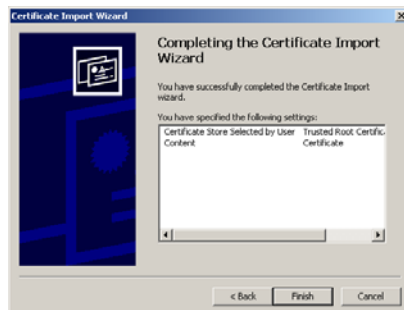 Certificate Import Wizard
Completing the Certificate Import
Wizard
You have successfully completed the Certificate Import
wizard.
You have specified the following settings:
Certificate Store Selected by User Trusted Root Certific
Content Certificate
< Back Finish Cancel